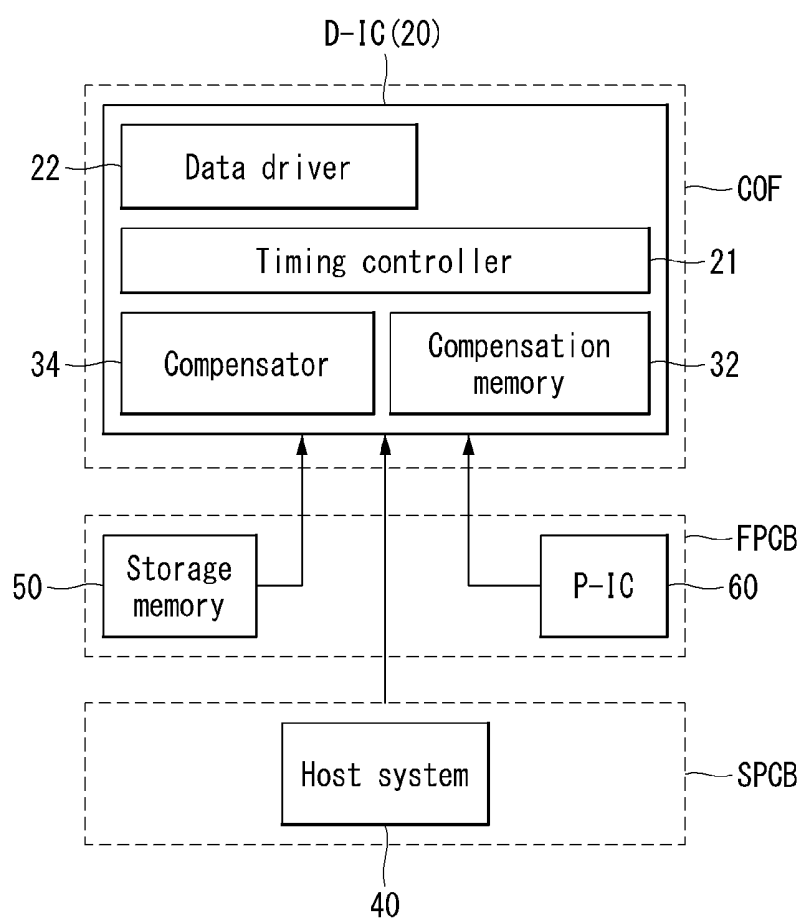 D-IC(20)
22
Data driver
COF
Timing controller
21
34
Compensator
Compensation
memory
32
FPCB
50
Storage
memory
P-IC
60
Host system
SPCB
40